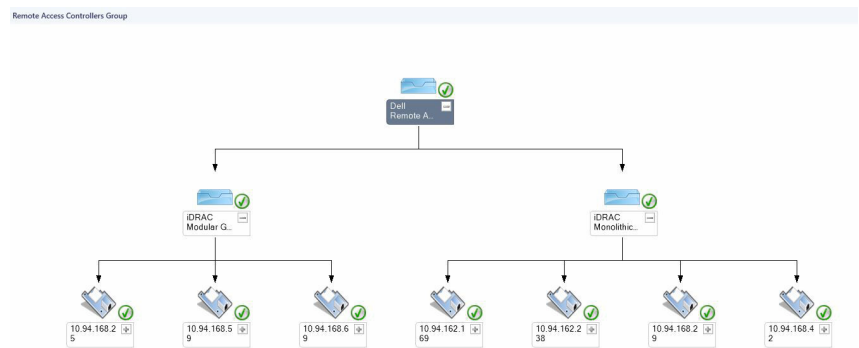 Remote Access Controllers Group
Dell
Remote A..
iDRAC
Modular G..
iDRAC
Monolithic..
10.94.168.2
5
10.94.168.5
9
10.94.168.6
9
10.94.162.1
69
10.94.162.2
38
10.94.168.2
9
10.94.168.4
2